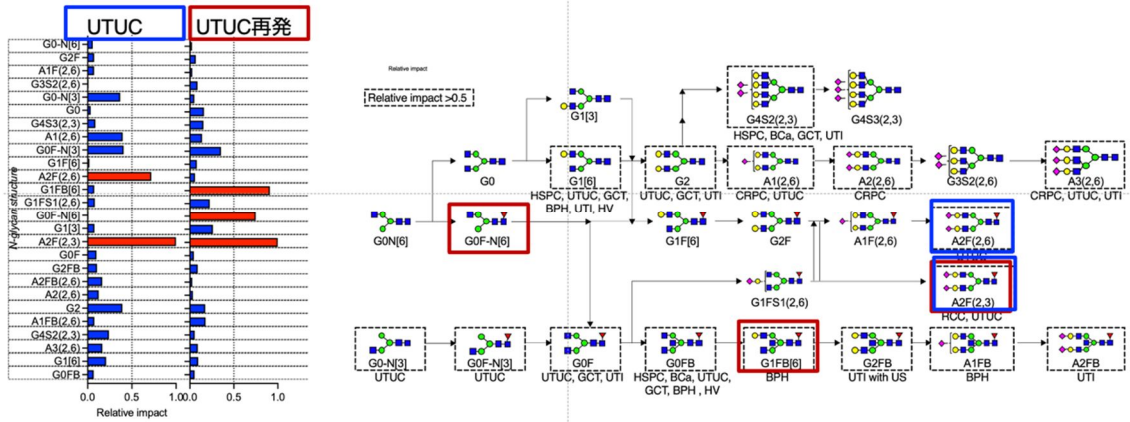 UTUC
UTUC再発
N-glycan structure
G0-N[6]
G2F
A1F(2,6)
G3S2(2,6)
G0-N[3]
G0
G4S3(2,3)
A1(2,6)
G0F-N[3]
G1F[6]
A2F(2,6)
G1FB[6]
G1FS1(2,6)
G0F-N[6]
G1[3]
A2F(2,3)
G0F
G2FB
A2FB(2,6)
A2(2,6)
G2
A1FB(2,6)
G4S2(2,3)
A3(2,6)
G1[6]
G0FB
0.0 0.5 1.0 0.0 0.5 1.0
Relative impact Relative impact
Relative impact
Relative impact >0.5
G1[3]
G4S2(2,3)
HSPC, BCa, GCT, UTI
G4S3(2,3)
G0
G1[6]
HSPC, UTUC, GCT,
BPH, UTI, HV
G2
UTUC, GCT, UTI
A1(2,6)
CRPC, UTUC
A2(2,6)
CRPC
G3S2(2,6)
A3(2,6)
CRPC, UTUC, UTI
G0N[6]
G0F-N[6]
G1F[6]
G2F
A1F(2,6)
A2F(2,6)
G1FS1(2,6)
A2F(2,3)
HCC, UTUC
G0-N[3]
UTUC
G0F-N[3]
UTUC
G0F
UTUC, GCT, UTI
G0FB
HSPC, BCa, UTUC,
GCT, BPH , HV
G1FB[6]
BPH
G2FB
UTI with US
A1FB
BPH
A2FB
UTI